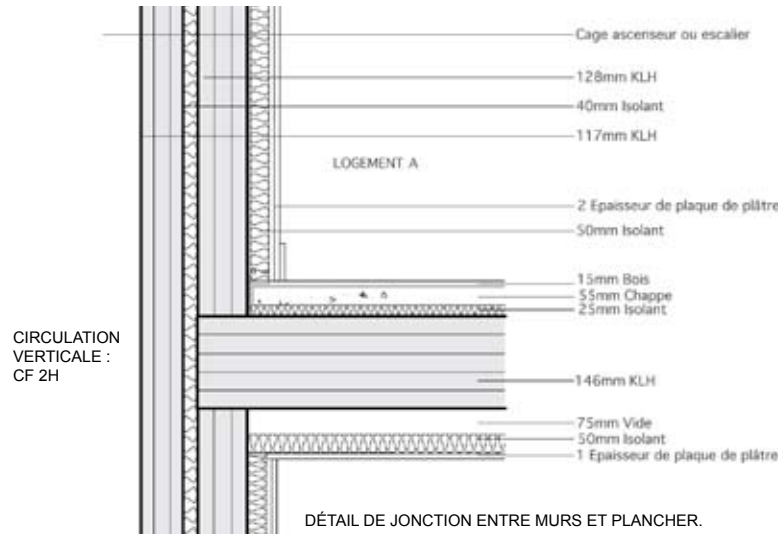 Cage ascenseur ou escalier
128mm KLH
40mm Isolant
117mm KLH
LOGEMENT A
2 Epaisseur de plaque de plâtre
50mm Isolant
15mm Bois
55mm Chappe
25mm Isolant
CIRCULATION
VERTICALE :
CF 2H
146mm KLH
75mm Vide
50mm Isolant
1 Epaisseur de plaque de plâtre
DÉTAIL DE JONCTION ENTRE MURS ET PLANCHER.